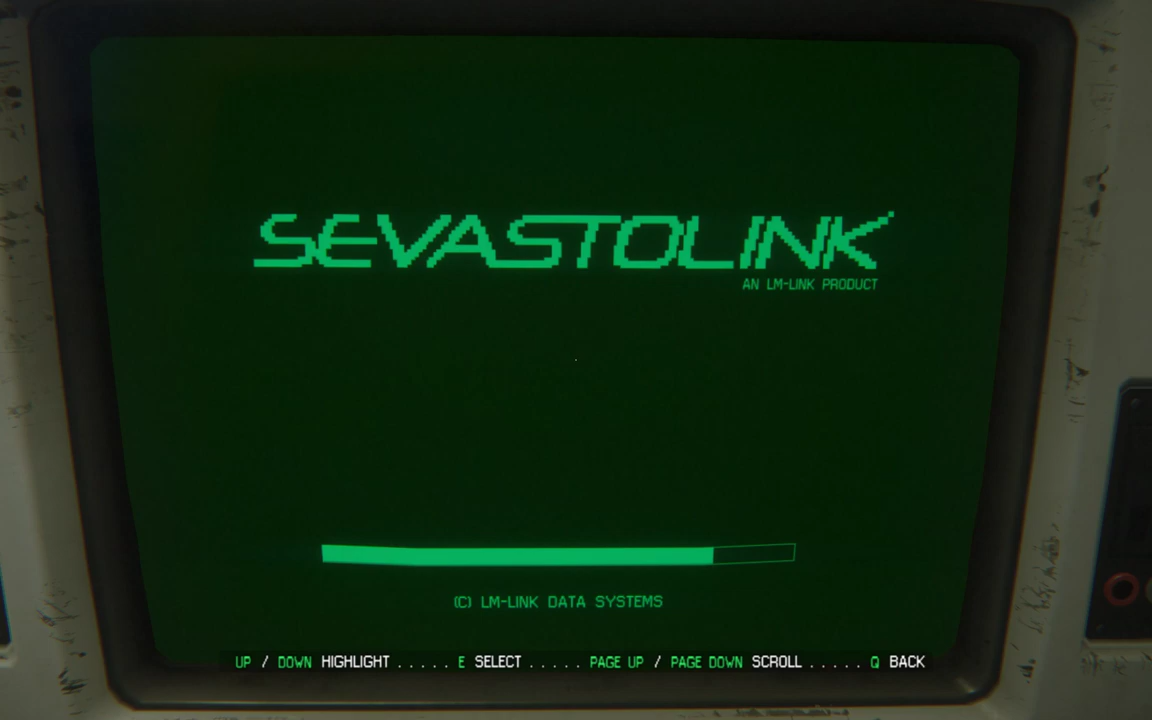 SEVASTOLINK
AN LM-LINK PRODUCT
(C) LM-LINK DATA SYSTEMS
UP / DOWN HIGHLIGHT ..... E SELECT ..... PAGE UP / PAGE DOWN SCROLL ..... Q BACK